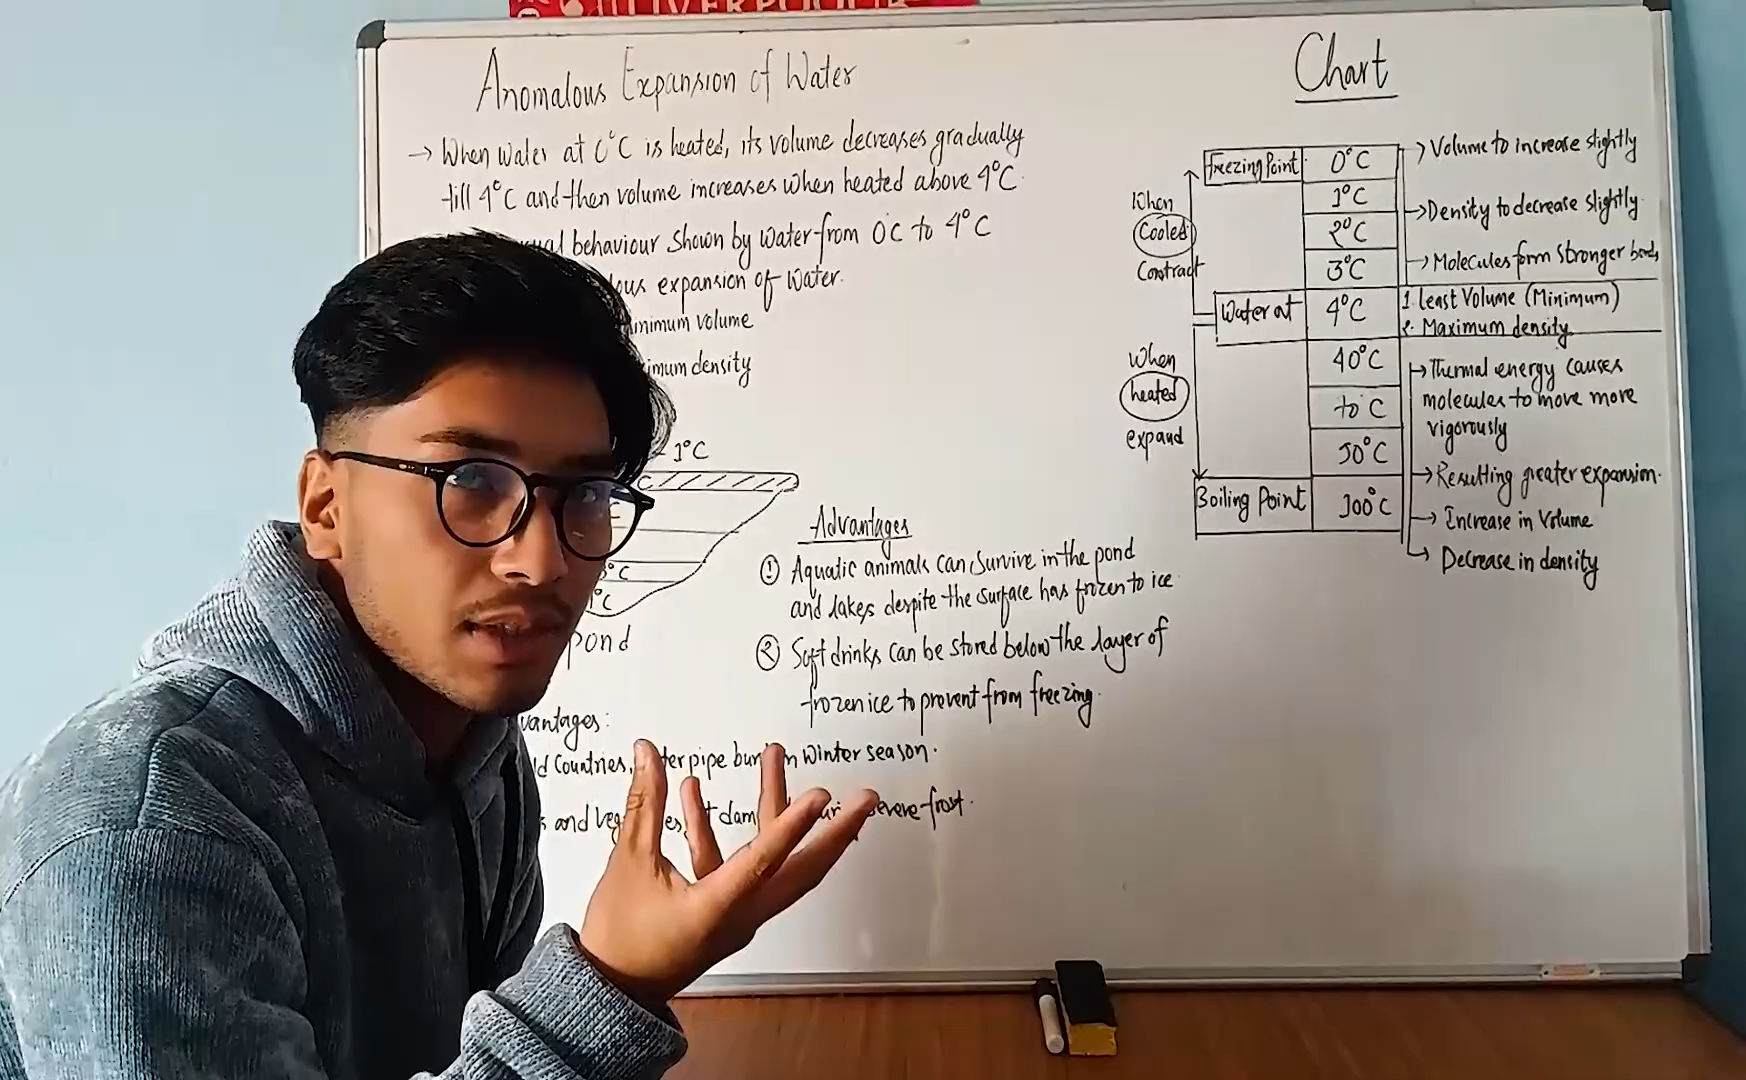 LIVERPOOL
Anomalous Expansion of Water
→ When Water at 0°C is heated, its volume decreases gradually
till 4°C and then volume increases when heated above 4°C.
behaviour shown by water from 0°C to 4°C
expansion of water.
minimum volume
density
-1°C
°C
pond
Advantages
① Aquatic animals can survive in the pond
and lakes despite the surface has frozen to ice
② Soft drinks can be stored below the layer of
frozen ice to prevent from freezing.
Countries, pipe in Winter season.
and severe frost.
Chart
When
Cooled
Contract
When
heated
expand
Freezing Point 0°C
1°C
2°C
3°C
Water at 4°C
40°C
to°C
50°C
Boiling Point 100°C
→ Volume to increase slightly
→ Density to decrease slightly
→ Molecules form stronger bonds
1. Least Volume (Minimum)
2. Maximum density
→ Thermal energy causes
molecules to move more
vigorously
→ Resulting greater expansion.
→ Increase in Volume
→ Decrease in density